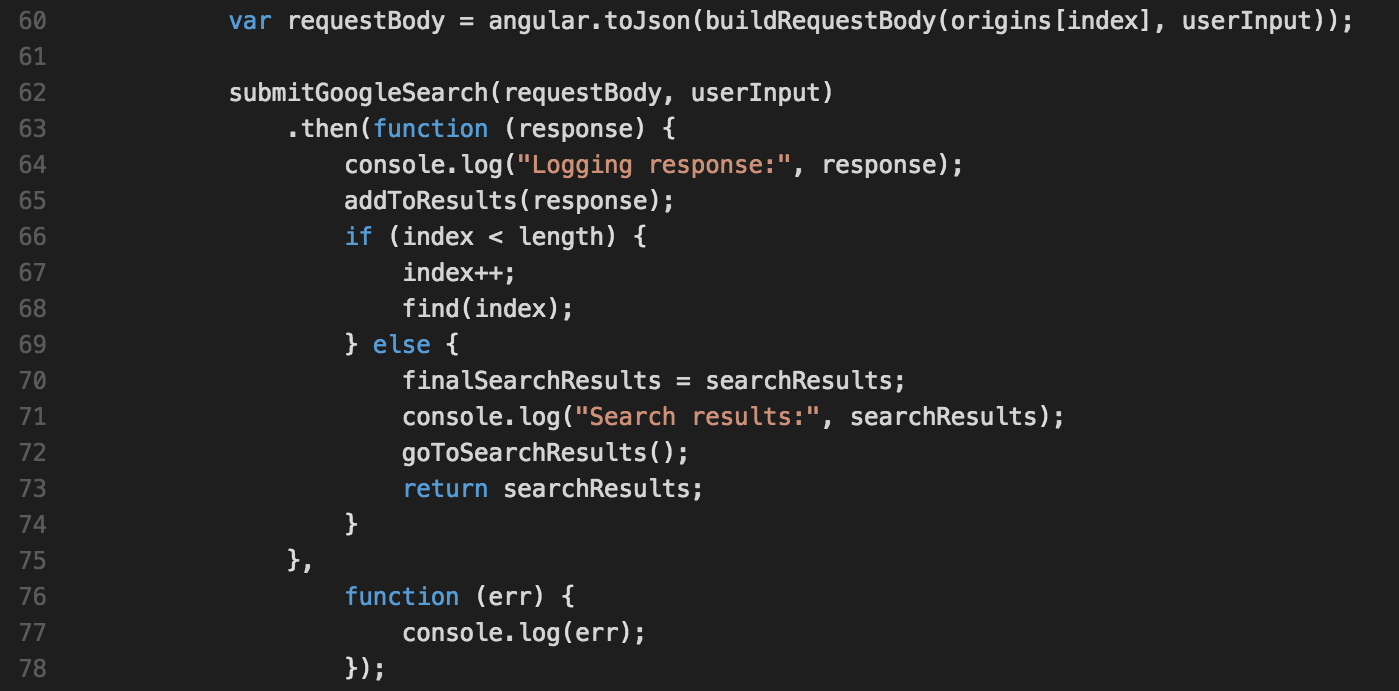 60 var requestBody = angular.toJson(buildRequestBody(origins[index], userInput));
61
62 submitGoogleSearch(requestBody, userInput)
63 .then(function (response) {
64 console.log("Logging response:", response);
65 addToResults(response);
66 if (index < length) {
67 index++;
68 find(index);
69 } else {
70 finalSearchResults = searchResults;
71 console.log("Search results:", searchResults);
72 goToSearchResults();
73 return searchResults;
74 }
75 },
76 function (err) {
77 console.log(err);
78 });